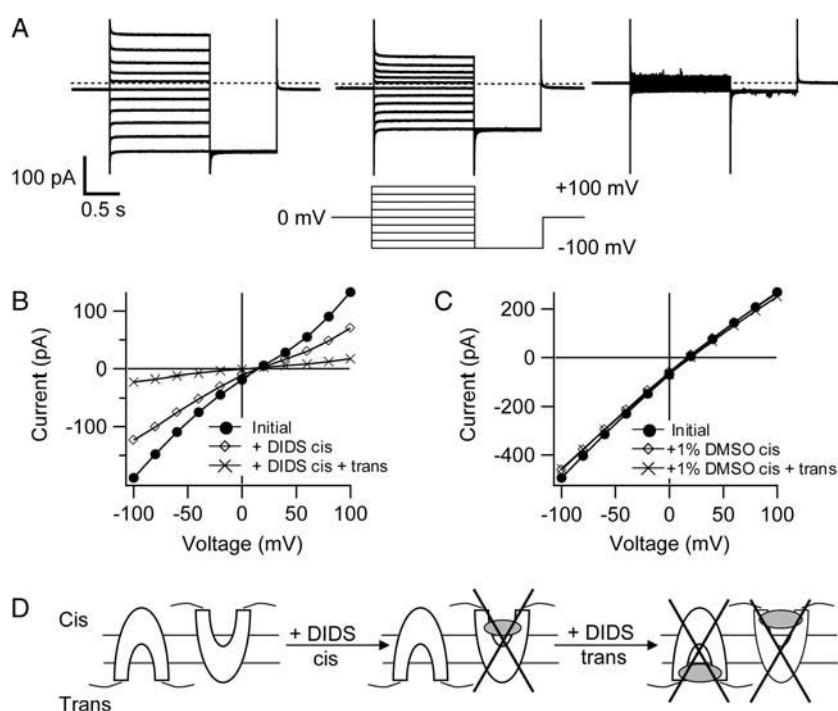 A
100 pA
0.5 s
0 mV
+100 mV
-100 mV
B
100
0
-100
Current (pA)
Initial
+ DIDS cis
+ DIDS cis + trans
-100 -50 0 50 100
Voltage (mV)
C
200
0
-200
-400
Current (pA)
Initial
+1% DMSO cis
+1% DMSO cis + trans
-100 -50 0 50 100
Voltage (mV)
D
Cis
Trans
+ DIDS
cis
+ DIDS
trans